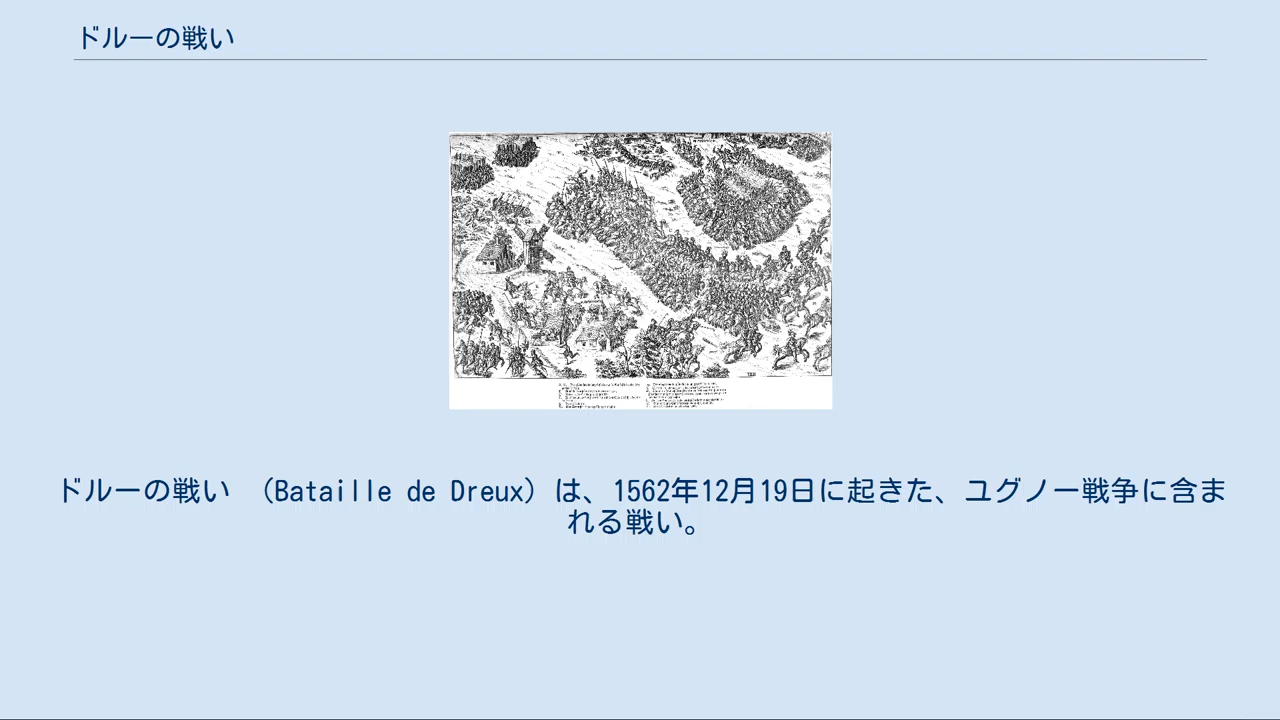 ドルーの戦い
ドルーの戦い （Bataille de Dreux）は、1562年12月19日に起きた、ユグノー戦争に含ま
れる戦い。